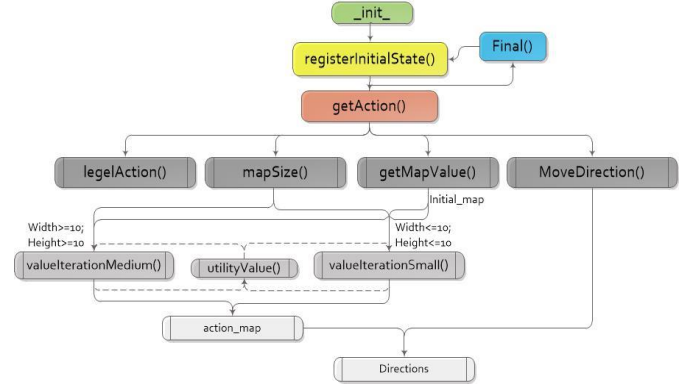 _init_
Final()
registerInitialState()
getAction()
legelAction()
mapSize()
getMapValue()
MoveDirection()
Initial_map
Width>=10;
Height>=10
Width<=10;
Height<=10
valueIterationMedium()
utilityValue()
valueIterationSmall()
action_map
Directions